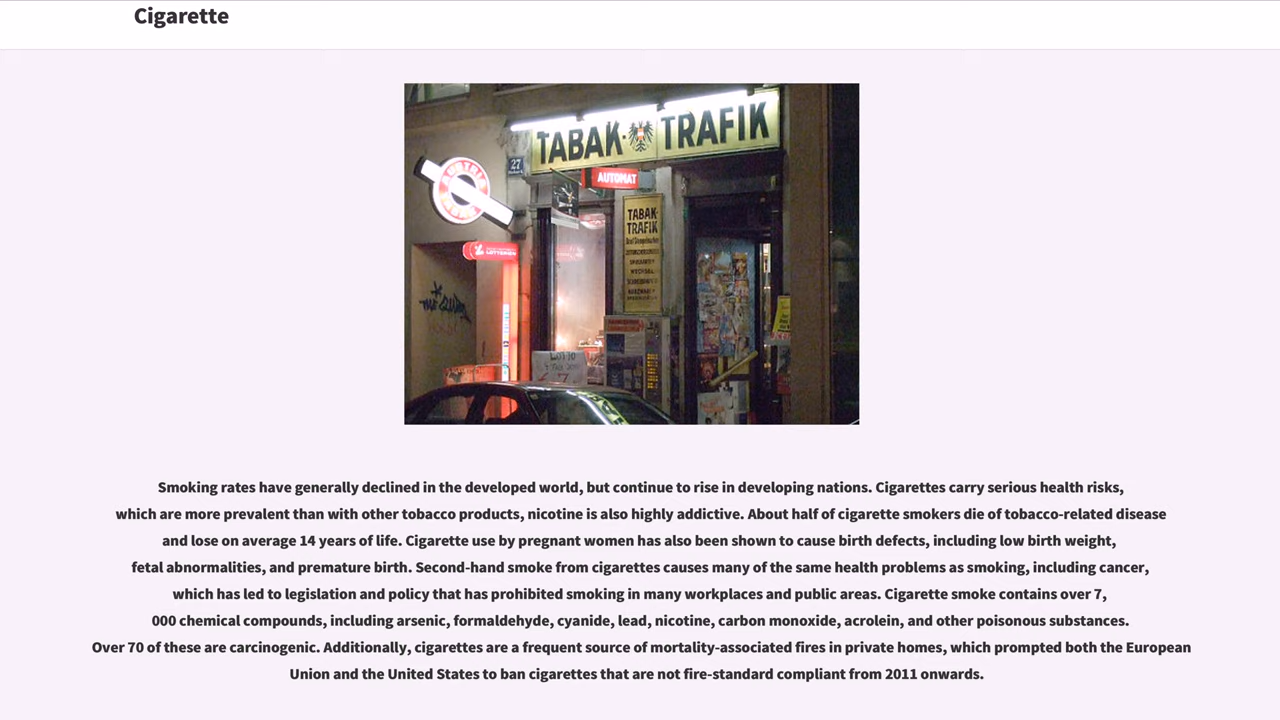 Cigarette
TABAK TRAFIK
27
AUTOMAT
AUSTRIA
LOTTERIEN
TABAK
TRAFIK
LOTTO
Smoking rates have generally declined in the developed world, but continue to rise in developing nations. Cigarettes carry serious health risks,
which are more prevalent than with other tobacco products, nicotine is also highly addictive. About half of cigarette smokers die of tobacco-related disease
and lose on average 14 years of life. Cigarette use by pregnant women has also been shown to cause birth defects, including low birth weight,
fetal abnormalities, and premature birth. Second-hand smoke from cigarettes causes many of the same health problems as smoking, including cancer,
which has led to legislation and policy that has prohibited smoking in many workplaces and public areas. Cigarette smoke contains over 7,
000 chemical compounds, including arsenic, formaldehyde, cyanide, lead, nicotine, carbon monoxide, acrolein, and other poisonous substances.
Over 70 of these are carcinogenic. Additionally, cigarettes are a frequent source of mortality-associated fires in private homes, which prompted both the European
Union and the United States to ban cigarettes that are not fire-standard compliant from 2011 onwards.